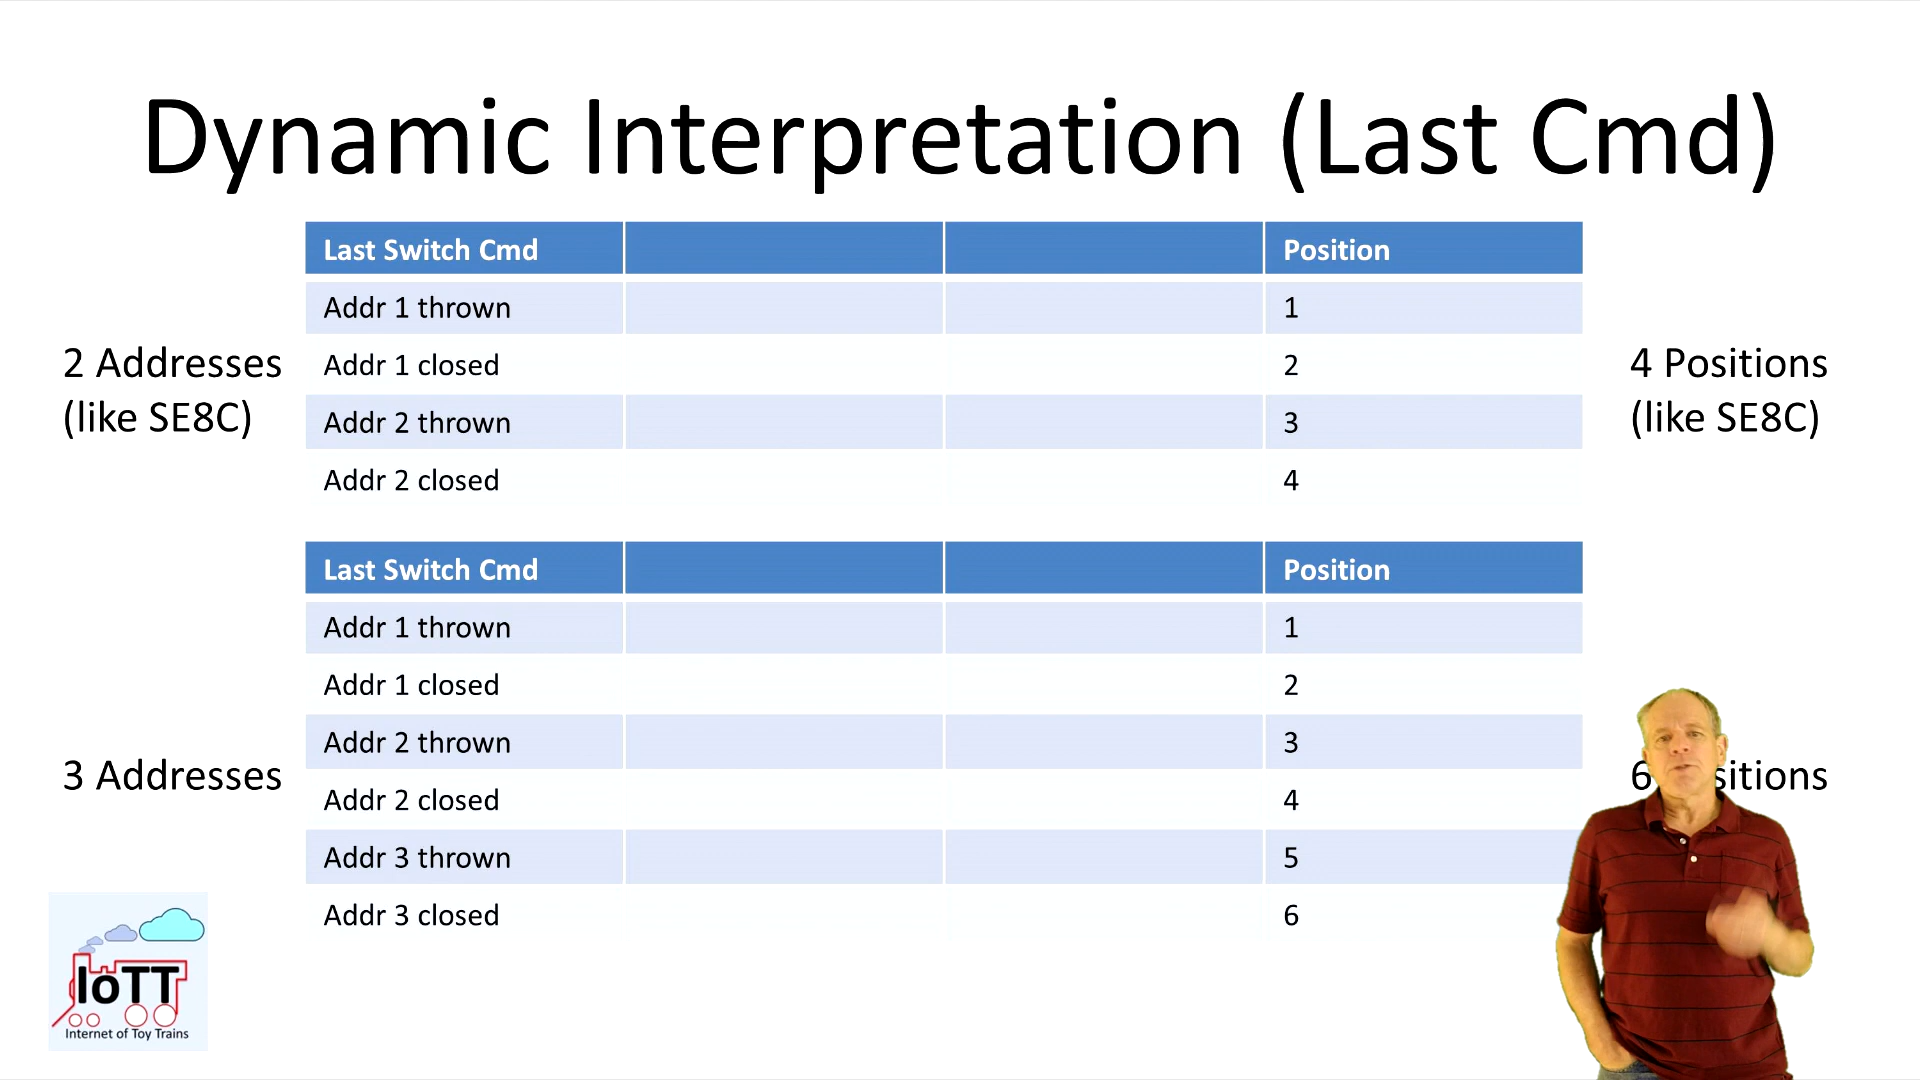 Dynamic Interpretation (Last Cmd)
Last Switch Cmd Position
Addr 1 thrown 1
Addr 1 closed 2
Addr 2 thrown 3
Addr 2 closed 4
2 Addresses
(like SE8C)
4 Positions
(like SE8C)
Last Switch Cmd Position
Addr 1 thrown 1
Addr 1 closed 2
Addr 2 thrown 3
Addr 2 closed 4
Addr 3 thrown 5
Addr 3 closed 6
3 Addresses
6
IoTT
Internet of Toy Trains